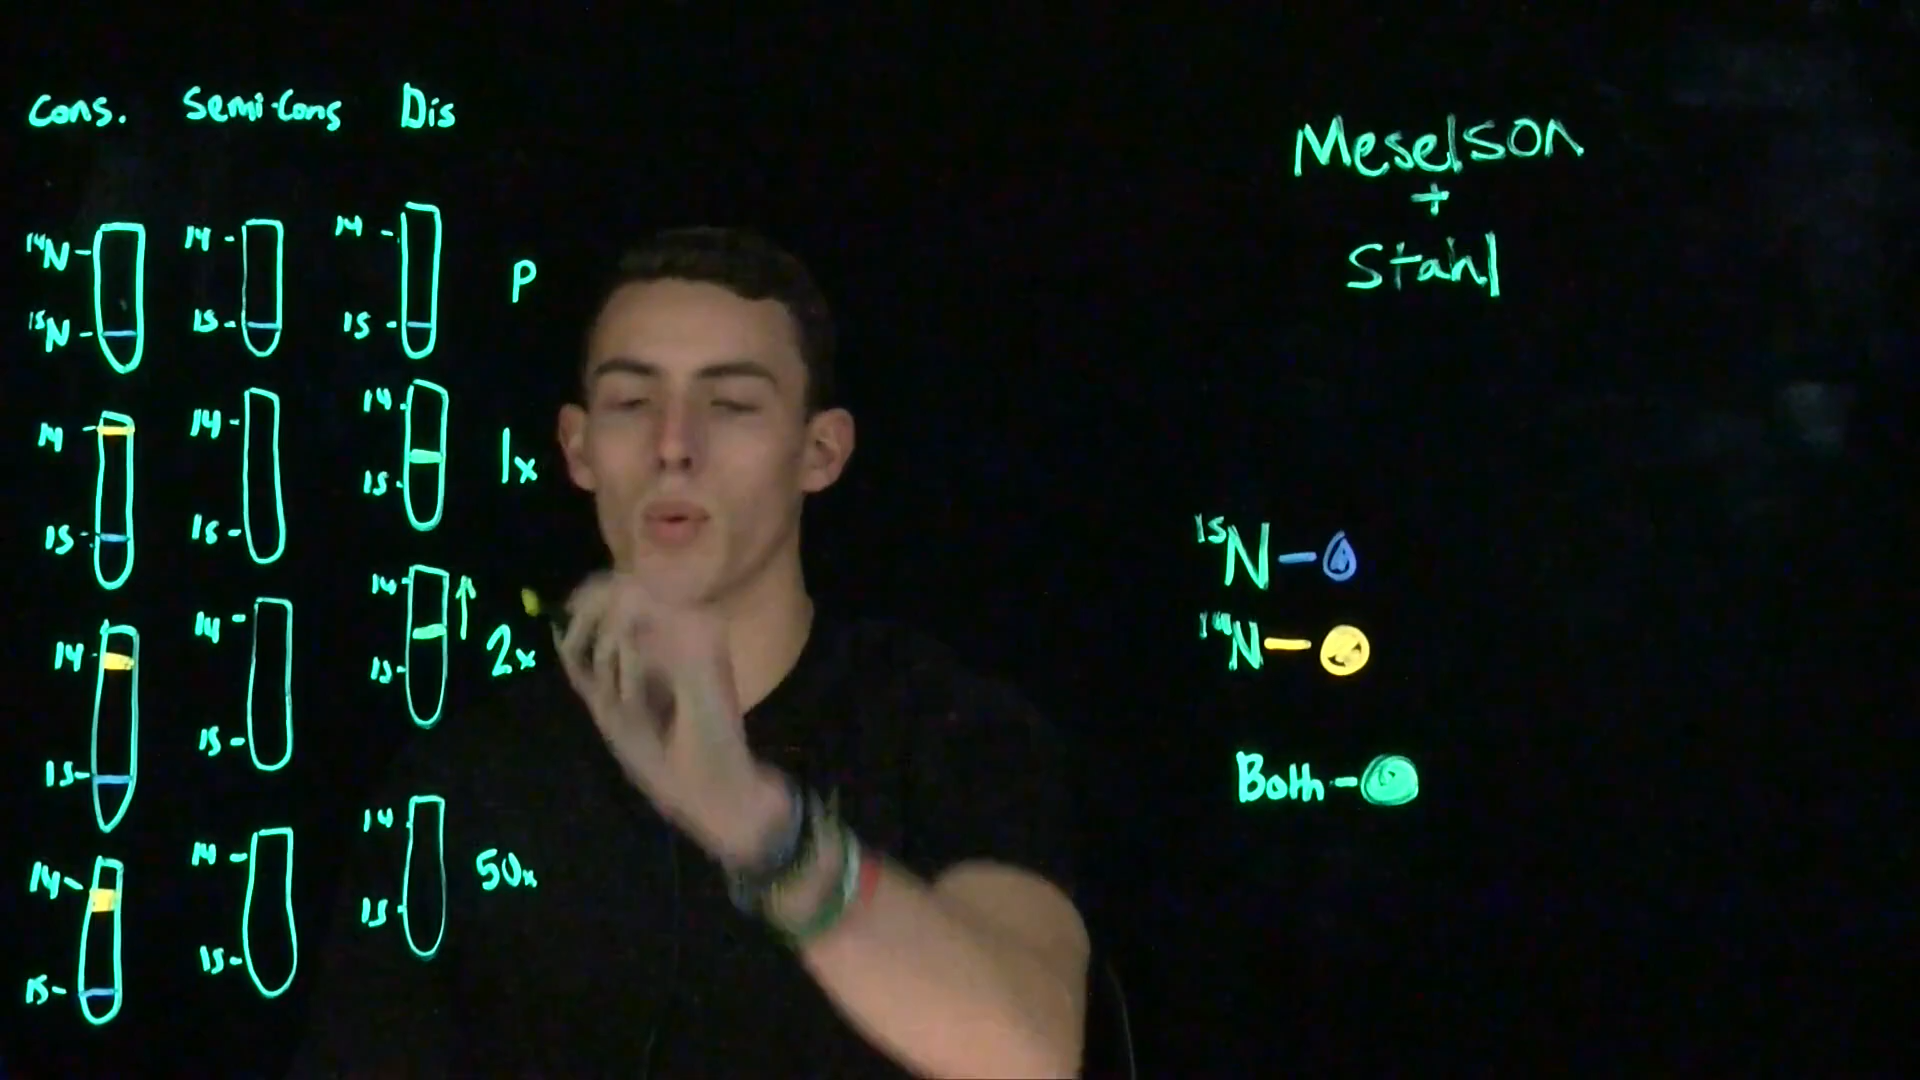 Cons. Semi-Cons Dis
14N 14 14
15N 15 15
P
14 14 14
15 15 15
1x
14 14 14
15 15 15
2x
14 14 14
15 15 15
50x
Meselson
+
Stahl
15N
14N
Both